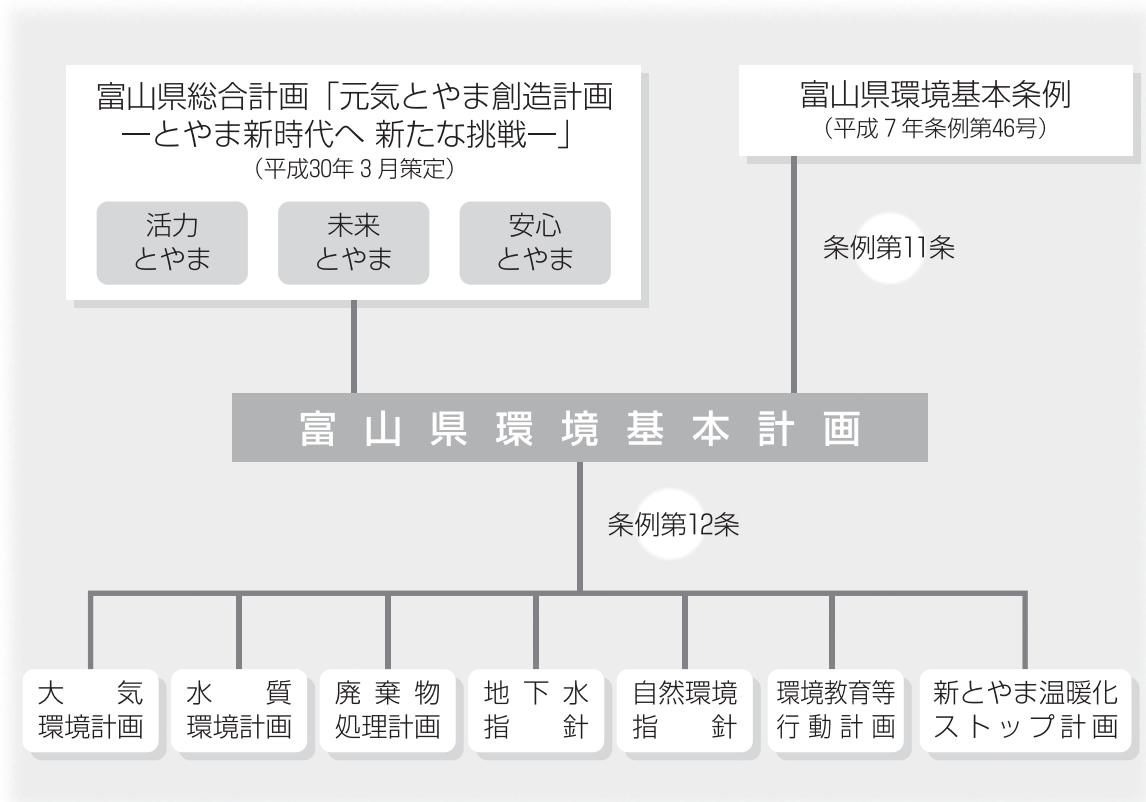 富山県総合計画「元気とやま創造計画
―とやま新時代へ 新たな挑戦―」
（平成30年3月策定）
活力
とやま
未来
とやま
安心
とやま
富山県環境基本条例
（平成7年条例第46号）
条例第11条
富山県環境基本計画
条例第12条
大気
環境計画
水質
環境計画
廃棄物
処理計画
地下水
指針
自然環境
指針
環境教育等
行動計画
新とやま温暖化
ストップ計画